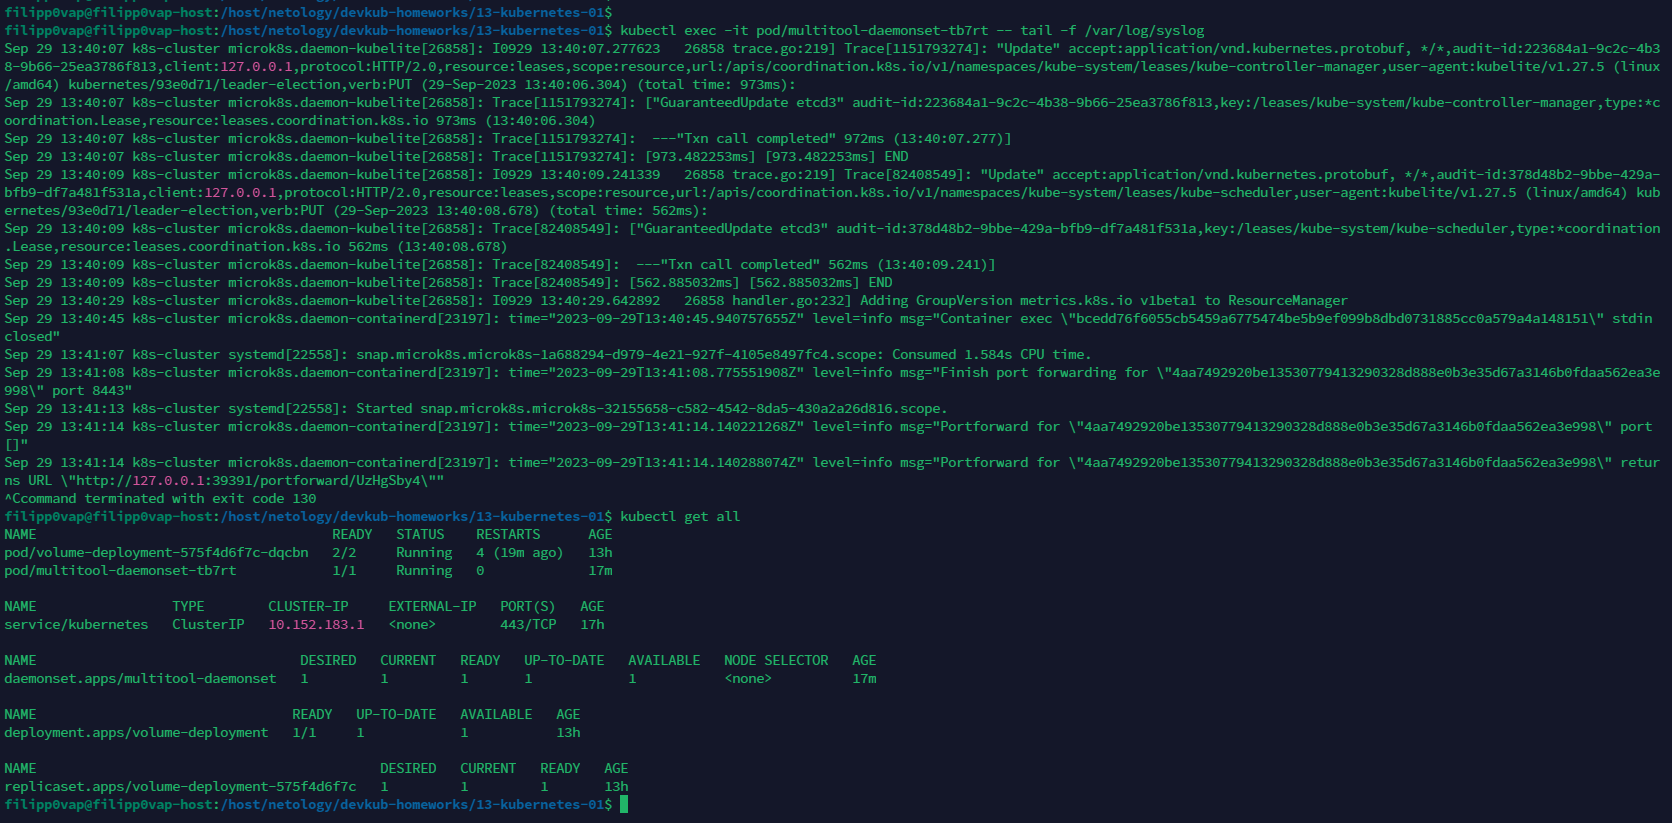 filipp0vap@filipp0vap-host:/host/netology/devkub-homeworks/13-kubernetes-01$
filipp0vap@filipp0vap-host:/host/netology/devkub-homeworks/13-kubernetes-01$ kubectl exec -it pod/multitool-daemonset-tb7rt -- tail -f /var/log/syslog
Sep 29 13:40:07 k8s-cluster microk8s.daemon-kubelite[26858]: I0929 13:40:07.277623   26858 trace.go:219] Trace[1151793274]: "Update" accept:application/vnd.kubernetes.protobuf, */*,audit-id:223684a1-9c2c-4b3
8-9b66-25ea3786f813,client:127.0.0.1,protocol:HTTP/2.0,resource:leases,scope:resource,url:/apis/coordination.k8s.io/v1/namespaces/kube-system/leases/kube-controller-manager,user-agent:kubelite/v1.27.5 (linux
/amd64) kubernetes/93e0d71/leader-election,verb:PUT (29-Sep-2023 13:40:06.304) (total time: 973ms):
Sep 29 13:40:07 k8s-cluster microk8s.daemon-kubelite[26858]: Trace[1151793274]: ["GuaranteedUpdate etcd3" audit-id:223684a1-9c2c-4b38-9b66-25ea3786f813,key:/leases/kube-system/kube-controller-manager,type:*c
oordination.Lease,resource:leases.coordination.k8s.io 973ms (13:40:06.304)
Sep 29 13:40:07 k8s-cluster microk8s.daemon-kubelite[26858]: Trace[1151793274]:  ---"Txn call completed" 972ms (13:40:07.277)]
Sep 29 13:40:07 k8s-cluster microk8s.daemon-kubelite[26858]: Trace[1151793274]: [973.482253ms] [973.482253ms] END
Sep 29 13:40:09 k8s-cluster microk8s.daemon-kubelite[26858]: I0929 13:40:09.241339   26858 trace.go:219] Trace[82408549]: "Update" accept:application/vnd.kubernetes.protobuf, */*,audit-id:378d48b2-9bbe-429a-
bfb9-df7a481f531a,client:127.0.0.1,protocol:HTTP/2.0,resource:leases,scope:resource,url:/apis/coordination.k8s.io/v1/namespaces/kube-system/leases/kube-scheduler,user-agent:kubelite/v1.27.5 (linux/amd64) kub
ernetes/93e0d71/leader-election,verb:PUT (29-Sep-2023 13:40:08.678) (total time: 562ms):
Sep 29 13:40:09 k8s-cluster microk8s.daemon-kubelite[26858]: Trace[82408549]: ["GuaranteedUpdate etcd3" audit-id:378d48b2-9bbe-429a-bfb9-df7a481f531a,key:/leases/kube-system/kube-scheduler,type:*coordination
.Lease,resource:leases.coordination.k8s.io 562ms (13:40:08.678)
Sep 29 13:40:09 k8s-cluster microk8s.daemon-kubelite[26858]: Trace[82408549]:  ---"Txn call completed" 562ms (13:40:09.241)]
Sep 29 13:40:09 k8s-cluster microk8s.daemon-kubelite[26858]: Trace[82408549]: [562.885032ms] [562.885032ms] END
Sep 29 13:40:29 k8s-cluster microk8s.daemon-kubelite[26858]: I0929 13:40:29.642892   26858 handler.go:232] Adding GroupVersion metrics.k8s.io v1beta1 to ResourceManager
Sep 29 13:40:45 k8s-cluster microk8s.daemon-containerd[23197]: time="2023-09-29T13:40:45.940757655Z" level=info msg="Container exec \"bcedd76f6055cb5459a6775474be5b9ef099b8dbd0731885cc0a579a4a148151\" stdin
closed"
Sep 29 13:41:07 k8s-cluster systemd[22558]: snap.microk8s.microk8s-1a688294-d979-4e21-927f-4105e8497fc4.scope: Consumed 1.584s CPU time.
Sep 29 13:41:08 k8s-cluster microk8s.daemon-containerd[23197]: time="2023-09-29T13:41:08.775551908Z" level=info msg="Finish port forwarding for \"4aa7492920be13530779413290328d888e0b3e35d67a3146b0fdaa562ea3e
998\" port 8443"
Sep 29 13:41:13 k8s-cluster systemd[22558]: Started snap.microk8s.microk8s-32155658-c582-4542-8da5-430a2a26d816.scope.
Sep 29 13:41:14 k8s-cluster microk8s.daemon-containerd[23197]: time="2023-09-29T13:41:14.140221268Z" level=info msg="Portforward for \"4aa7492920be13530779413290328d888e0b3e35d67a3146b0fdaa562ea3e998\" port
[]"
Sep 29 13:41:14 k8s-cluster microk8s.daemon-containerd[23197]: time="2023-09-29T13:41:14.140288074Z" level=info msg="Portforward for \"4aa7492920be13530779413290328d888e0b3e35d67a3146b0fdaa562ea3e998\" retur
ns URL \"http://127.0.0.1:39391/portforward/UzHgSby4\""
^Ccommand terminated with exit code 130
filipp0vap@filipp0vap-host:/host/netology/devkub-homeworks/13-kubernetes-01$ kubectl get all
NAME                                     READY   STATUS    RESTARTS      AGE
pod/volume-deployment-575f4d6f7c-dqcbn   2/2     Running   4 (19m ago)   13h
pod/multitool-daemonset-tb7rt            1/1     Running   0             17m

NAME                 TYPE        CLUSTER-IP     EXTERNAL-IP   PORT(S)   AGE
service/kubernetes   ClusterIP   10.152.183.1   <none>        443/TCP   17h

NAME                                 DESIRED   CURRENT   READY   UP-TO-DATE   AVAILABLE   NODE SELECTOR   AGE
daemonset.apps/multitool-daemonset   1         1         1       1            1           <none>          17m

NAME                                READY   UP-TO-DATE   AVAILABLE   AGE
deployment.apps/volume-deployment   1/1     1            1           13h

NAME                                           DESIRED   CURRENT   READY   AGE
replicaset.apps/volume-deployment-575f4d6f7c   1         1         1       13h
filipp0vap@filipp0vap-host:/host/netology/devkub-homeworks/13-kubernetes-01$